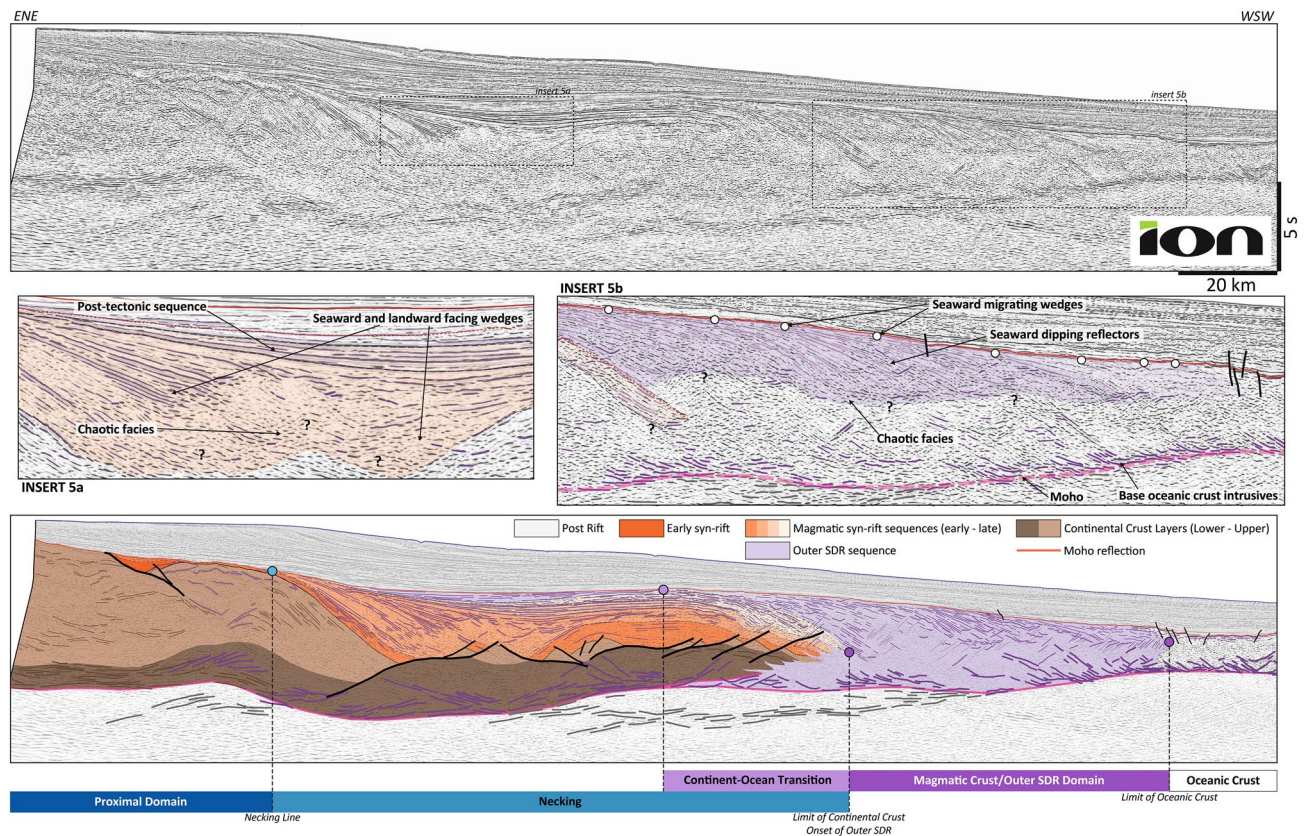 ENE
WSW
insert 5a
insert 5b
ion
5 s
20 km
Post-tectonic sequence
Seaward and landward facing wedges
Chaotic facies
?
?
?
INSERT 5a
INSERT 5b
Seaward migrating wedges
Seaward dipping reflectors
?
?
?
?
Chaotic facies
Moho
Base oceanic crust intrusives
Post Rift
Early syn-rift
Magmatic syn-rift sequences (early - late)
Continental Crust Layers (Lower - Upper)
Outer SDR sequence
Moho reflection
Continent-Ocean Transition
Magmatic Crust/Outer SDR Domain
Oceanic Crust
Proximal Domain
Necking
Limit of Oceanic Crust
Necking Line
Limit of Continental Crust
Onset of Outer SDR